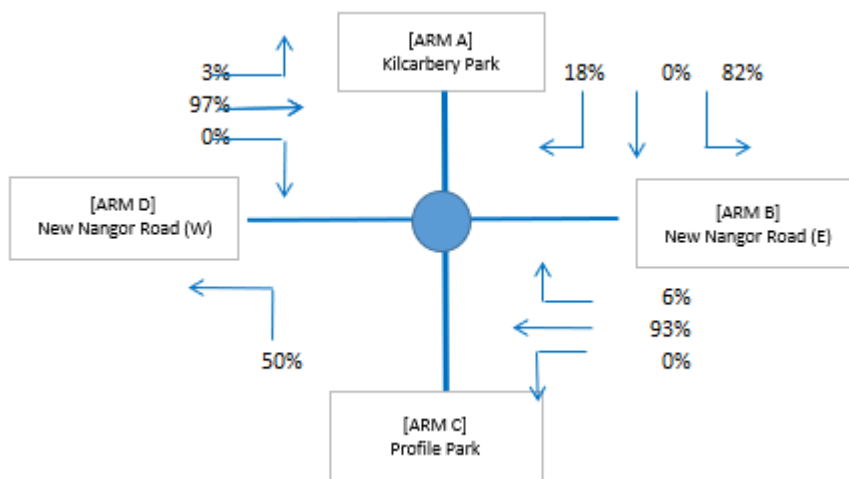 [ARM A]
Kilcarbery Park
3%
97%
0%
18% 0% 82%
[ARM D]
New Nangor Road (W)
[ARM B]
New Nangor Road (E)
6%
93%
0%
50%
[ARM C]
Profile Park